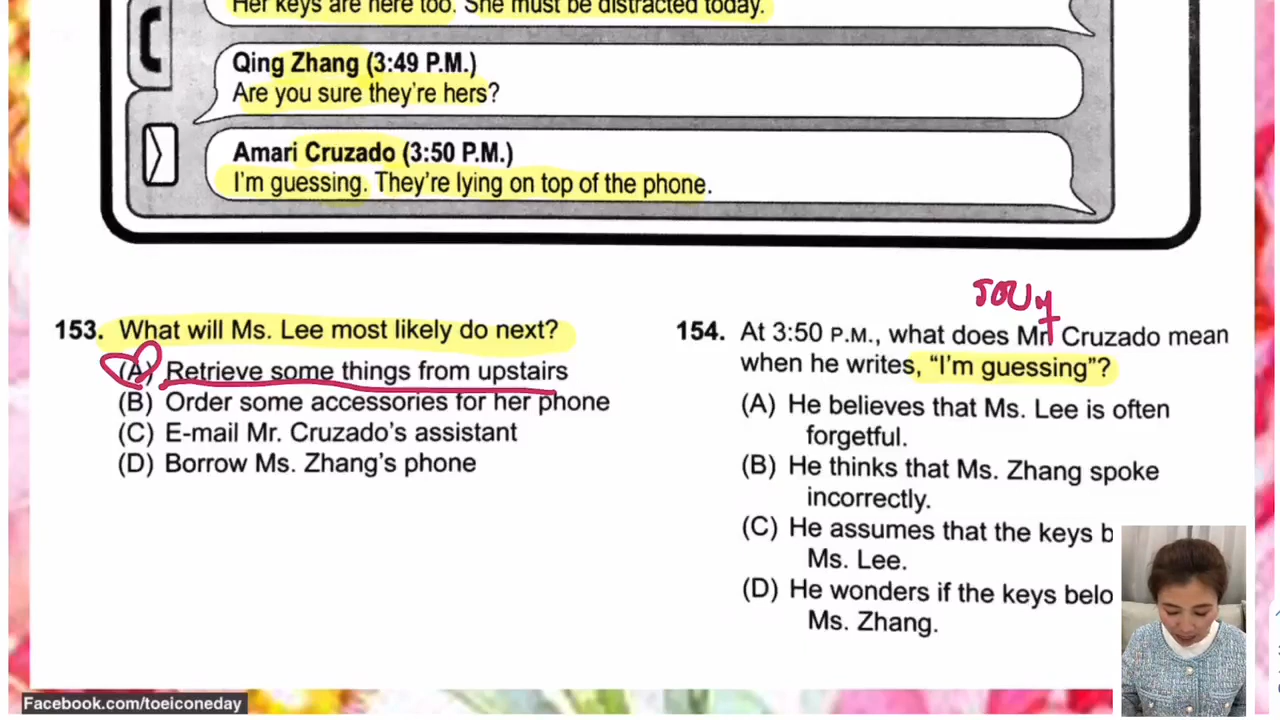 Her keys are here too. She must be distracted today.
Qing Zhang (3:49 P.M.)
Are you sure they're hers?
Amari Cruzado (3:50 P.M.)
I'm guessing. They're lying on top of the phone.
153. What will Ms. Lee most likely do next?
(A) Retrieve some things from upstairs
(B) Order some accessories for her phone
(C) E-mail Mr. Cruzado's assistant
(D) Borrow Ms. Zhang's phone
154. At 3:50 P.M., what does Mr. Cruzado mean
when he writes, “I'm guessing”?
(A) He believes that Ms. Lee is often
forgetful.
(B) He thinks that Ms. Zhang spoke
incorrectly.
(C) He assumes that the keys b
Ms. Lee.
(D) He wonders if the keys belo
Ms. Zhang.
Facebook.com/toeiconeday